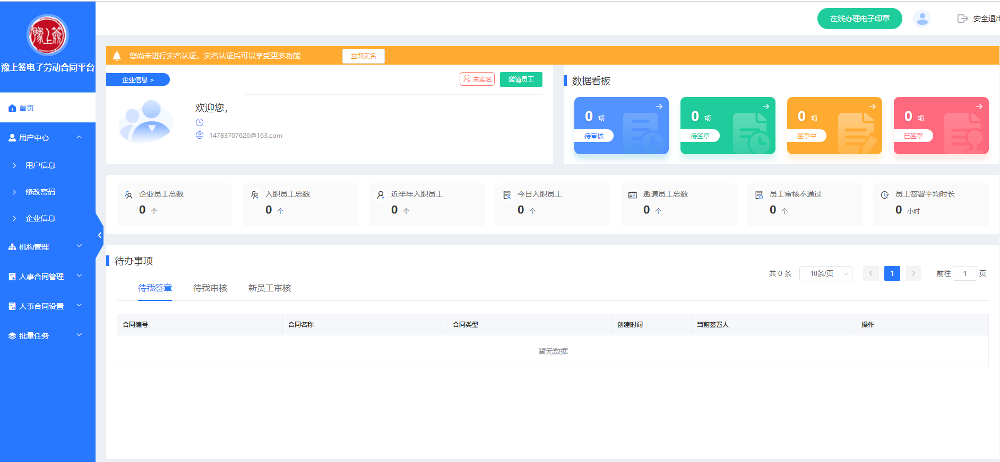 在线办理电子印章
安全退出
豫上签
豫上签电子劳动合同平台
首页
用户中心
用户信息
修改密码
企业信息
机构管理
人事合同管理
人事合同设置
批量任务
您尚未进行实名认证，实名认证后可以享受更多功能
立即实名
企业信息 >
未实名
邀请员工
欢迎您,
14783707626@163.com
数据看板
0 项
待审核
0 项
待签章
0 项
签章中
0 项
已签章
企业员工总数
0 个
入职员工总数
0 个
近半年入职员工
0 个
今日入职员工
0 个
邀请员工总数
0 个
员工审核不通过
0 个
员工签署平均时长
0 小时
待办事项
共 0 条 10条/页 1 前往 1 页
待我签章 待我审核 新员工审核
合同编号 合同名称 合同类型 创建时间 当前签署人 操作
暂无数据